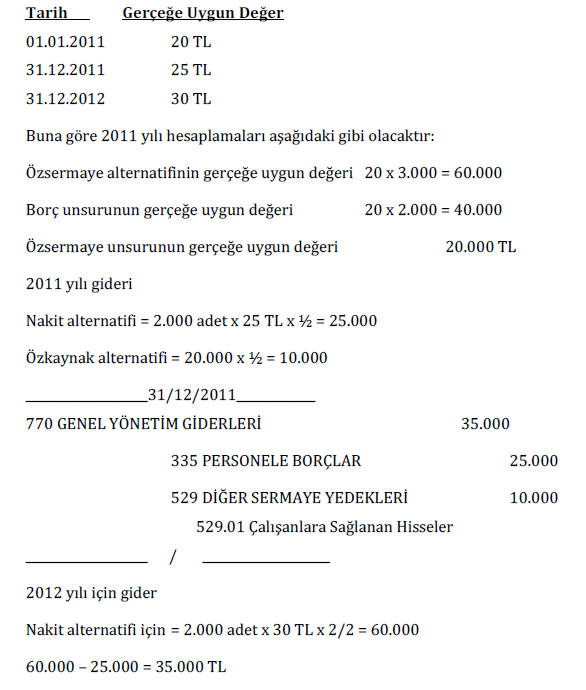 Tarih Gerçeğe Uygun Değer
01.01.2011 20 TL
31.12.2011 25 TL
31.12.2012 30 TL
Buna göre 2011 yılı hesaplamaları aşağıdaki gibi olacaktır:
Özsermaye alternatifinin gerçeğe uygun değeri 20 x 3.000 = 60.000
Borç unsurunun gerçeğe uygun değeri 20 x 2.000 = 40.000
Özsermaye unsurunun gerçeğe uygun değeri 20.000 TL
2011 yılı gideri
Nakit alternatifi = 2.000 adet x 25 TL x ½ = 25.000
Özkaynak alternatifi = 20.000 x ½ = 10.000
__________________31/12/2011____________
770 GENEL YÖNETİM GİDERLERİ 35.000
335 PERSONELE BORÇLAR 25.000
529 DİĞER SERMAYE YEDEKLERİ 10.000
529.01 Çalışanlara Sağlanan Hisseler
__________________ / ___________________
2012 yılı için gider
Nakit alternatifi için = 2.000 adet x 30 TL x 2/2 = 60.000
60.000 – 25.000 = 35.000 TL